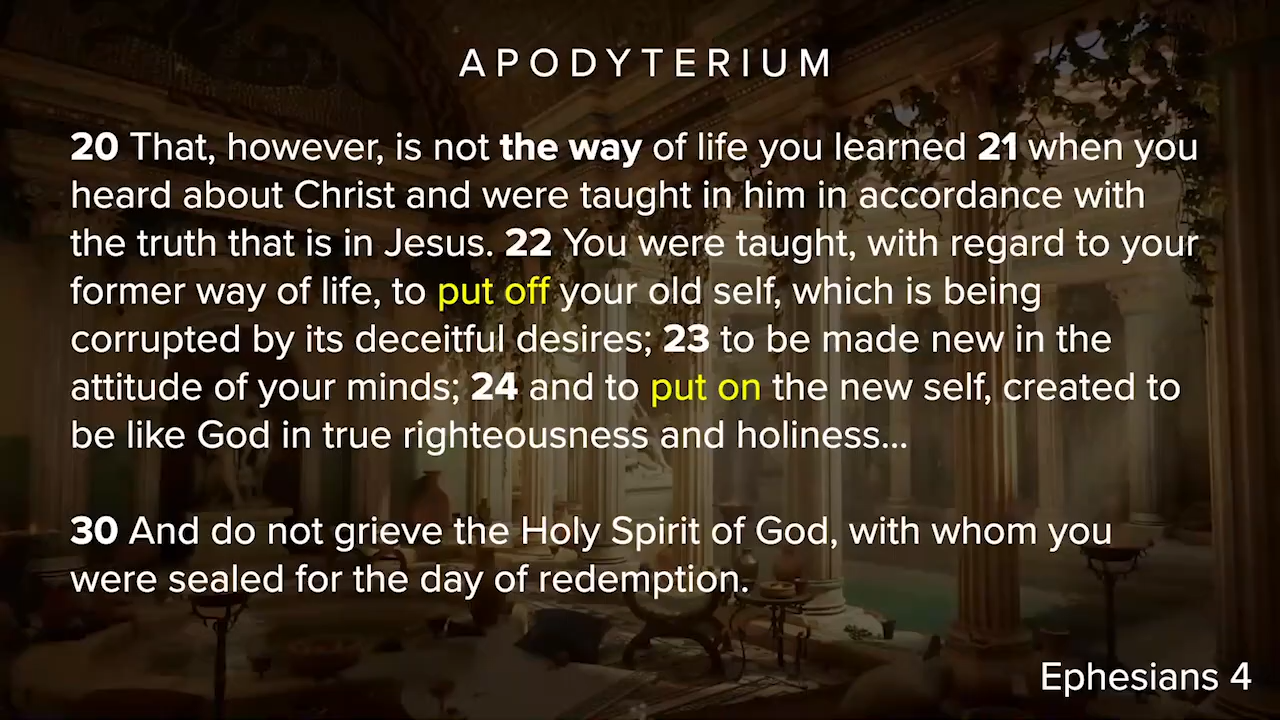 APODYTERIUM
20 That, however, is not the way of life you learned 21 when you
heard about Christ and were taught in him in accordance with
the truth that is in Jesus. 22 You were taught, with regard to your
former way of life, to put off your old self, which is being
corrupted by its deceitful desires; 23 to be made new in the
attitude of your minds; 24 and to put on the new self, created to
be like God in true righteousness and holiness...
30 And do not grieve the Holy Spirit of God, with whom you
were sealed for the day of redemption.
Ephesians 4